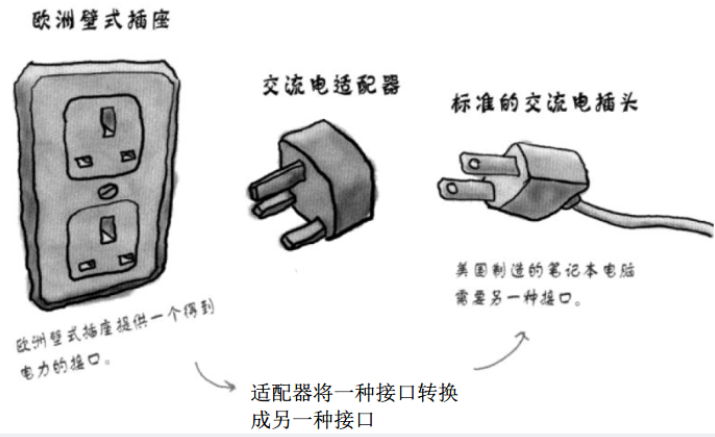 欧洲壁式插座
交流电适配器
标准的交流电插头
美国制造的笔记本电脑
需要另一种接口。
欧洲壁式插座提供一个得到
电力的接口。
适配器将一种接口转换
成另一种接口